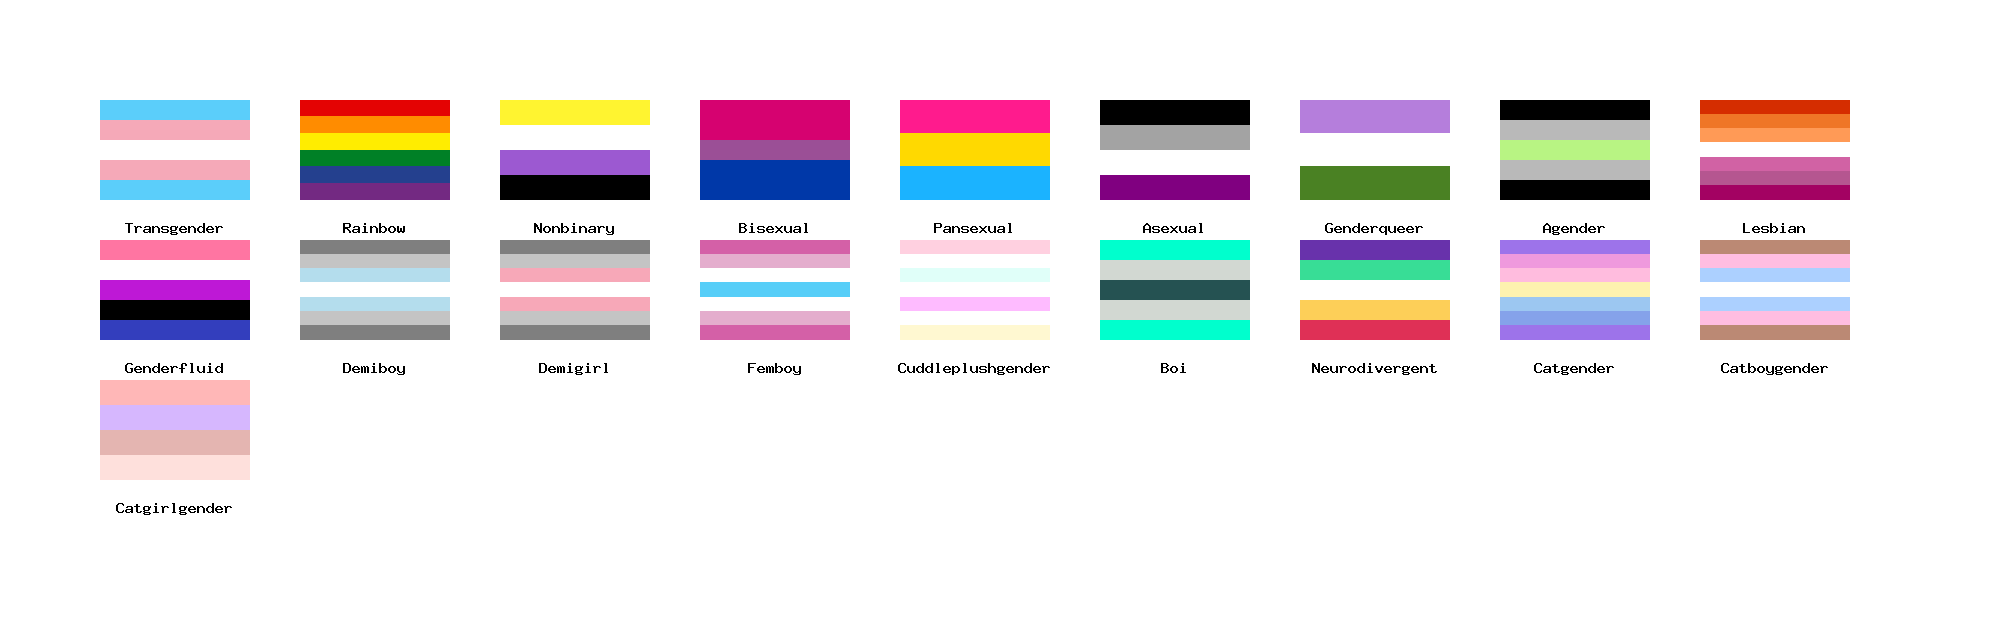 Transgender Rainbow Nonbinary Bisexual Pansexual Asexual Genderqueer Agender Lesbian
Genderfluid Demiboy Demigirl Femboy Cuddleplushgender Boi Neurodivergent Catgender Catboygender
Catgirlgender